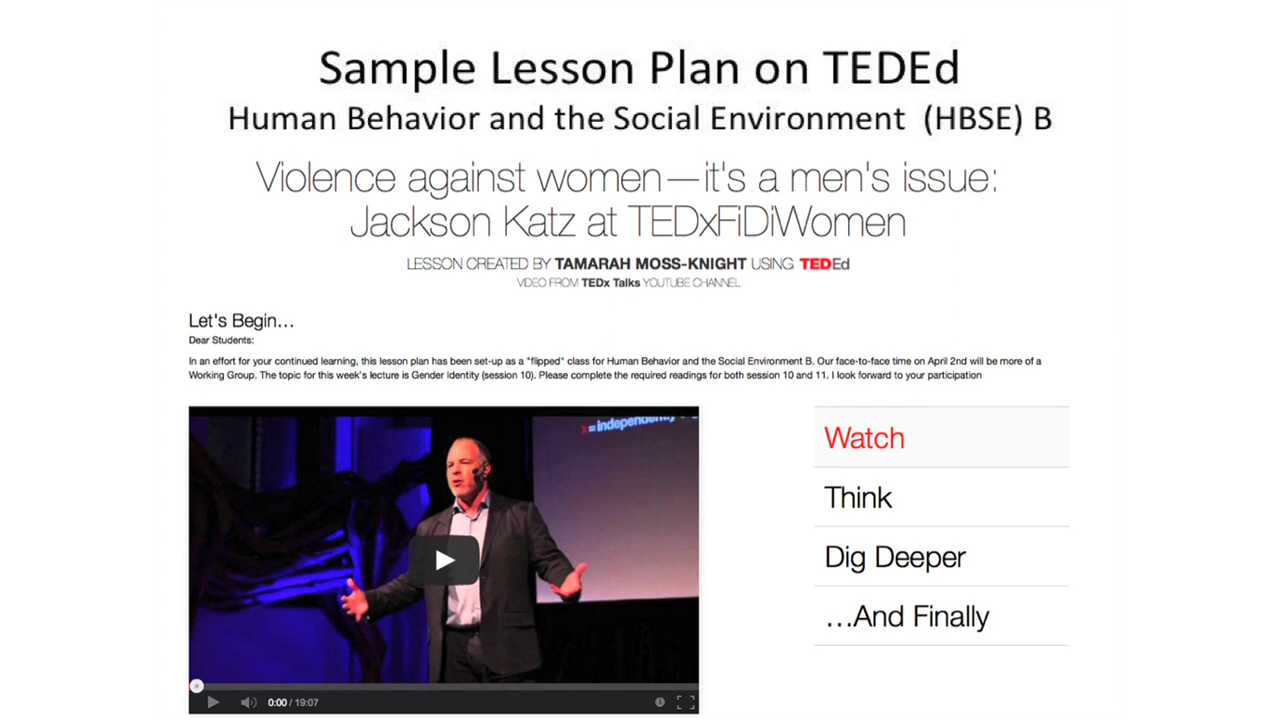 Sample Lesson Plan on TEDEd
Human Behavior and the Social Environment (HBSE) B
Violence against women—it's a men's issue:
Jackson Katz at TEDxFiDiWomen
LESSON CREATED BY TAMARAH MOSS-KNIGHT USING TEDEd
VIDEO FROM TEDx Talks YOUTUBE CHANNEL
Let's Begin…
Dear Students:
In an effort for your continued learning, this lesson plan has been set-up as a "flipped" class for Human Behavior and the Social Environment B. Our face-to-face time on April 2nd will be more of a
Working Group. The topic for this week's lecture is Gender Identity (session 10). Please complete the required readings for both session 10 and 11. I look forward to your participation
x=independently
Watch
Think
Dig Deeper
…And Finally
0:00 / 19:07